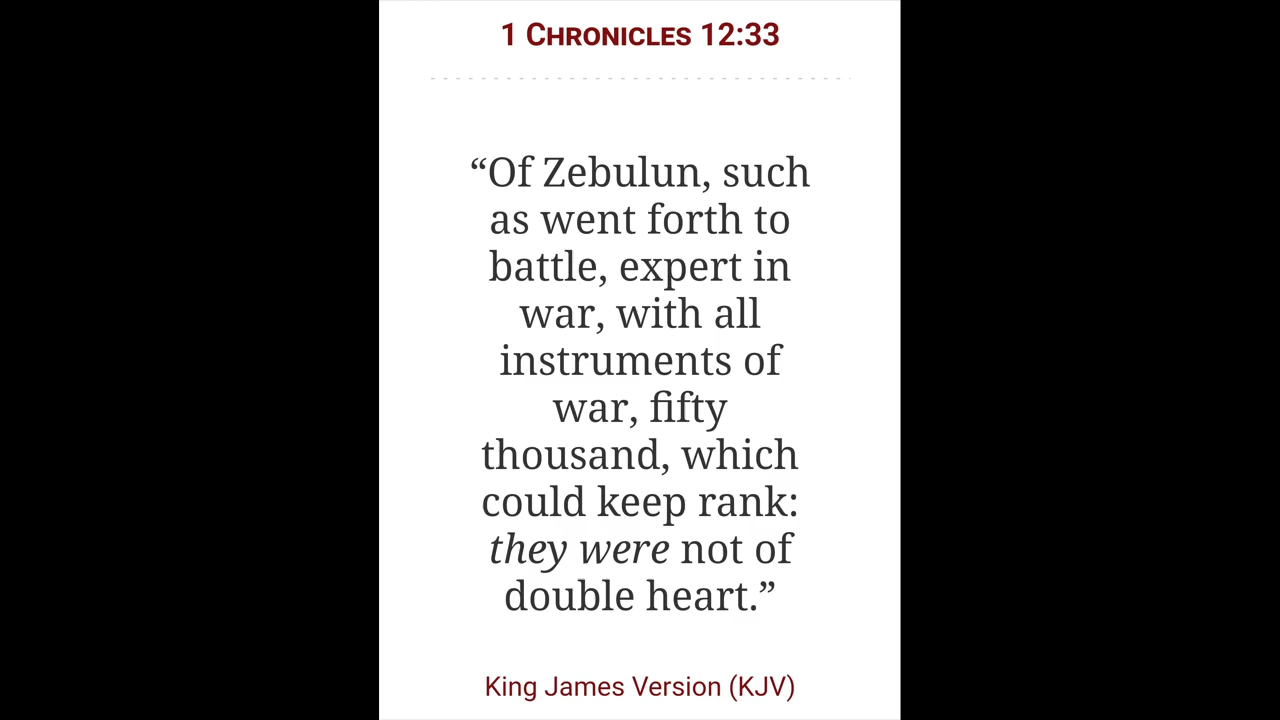 1 Chronicles 12:33
“Of Zebulun, such
as went forth to
battle, expert in
war, with all
instruments of
war, fifty
thousand, which
could keep rank:
they were not of
double heart.”
King James Version (KJV)